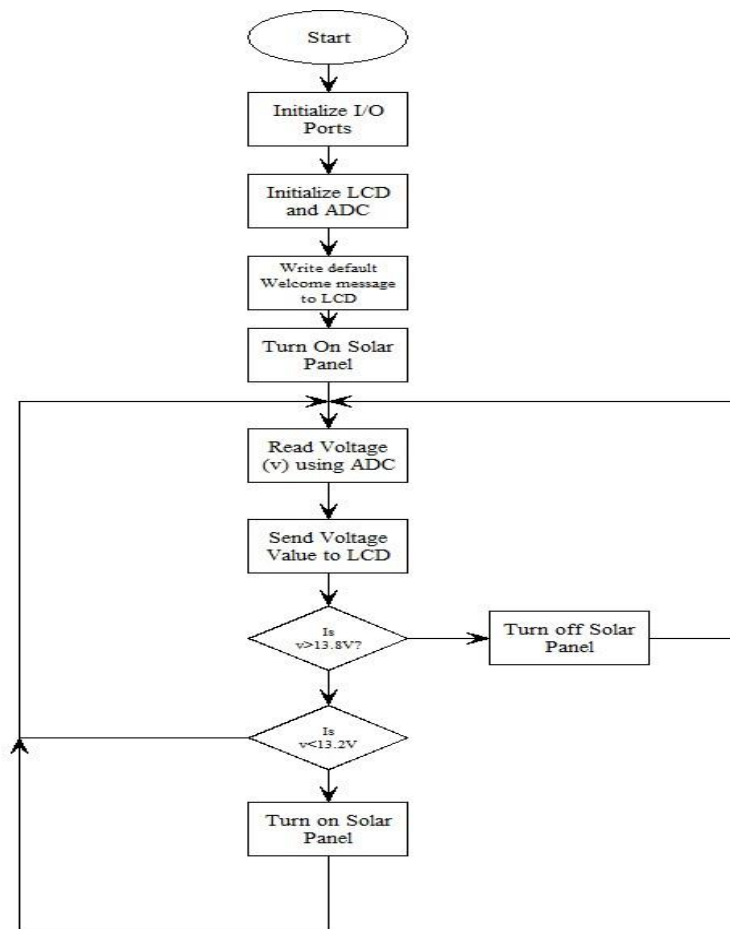 Start
Initialize I/O
Ports
Initialize LCD
and ADC
Write default
Welcome message
to LCD
Turn On Solar
Panel
Read Voltage
(v) using ADC
Send Voltage
Value to LCD
Is
v>13.8V?
Turn off Solar
Panel
Is
v<13.2V
Turn on Solar
Panel